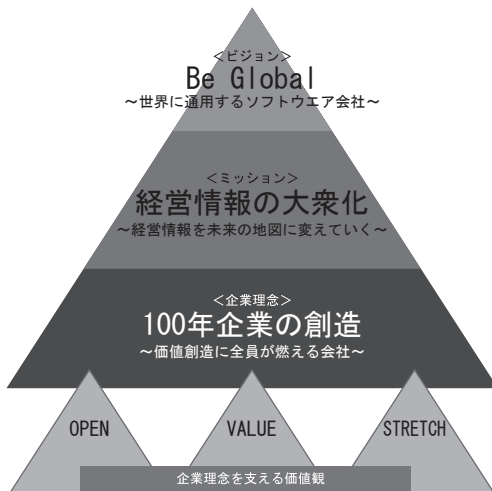 ＜ビジョン＞
Be Global
～世界に通用するソフトウエア会社～
＜ミッション＞
経営情報の大衆化
～経営情報を未来の地図に変えていく～
＜企業理念＞
100年企業の創造
～価値創造に全員が燃える会社～
OPEN VALUE STRETCH
企業理念を支える価値観